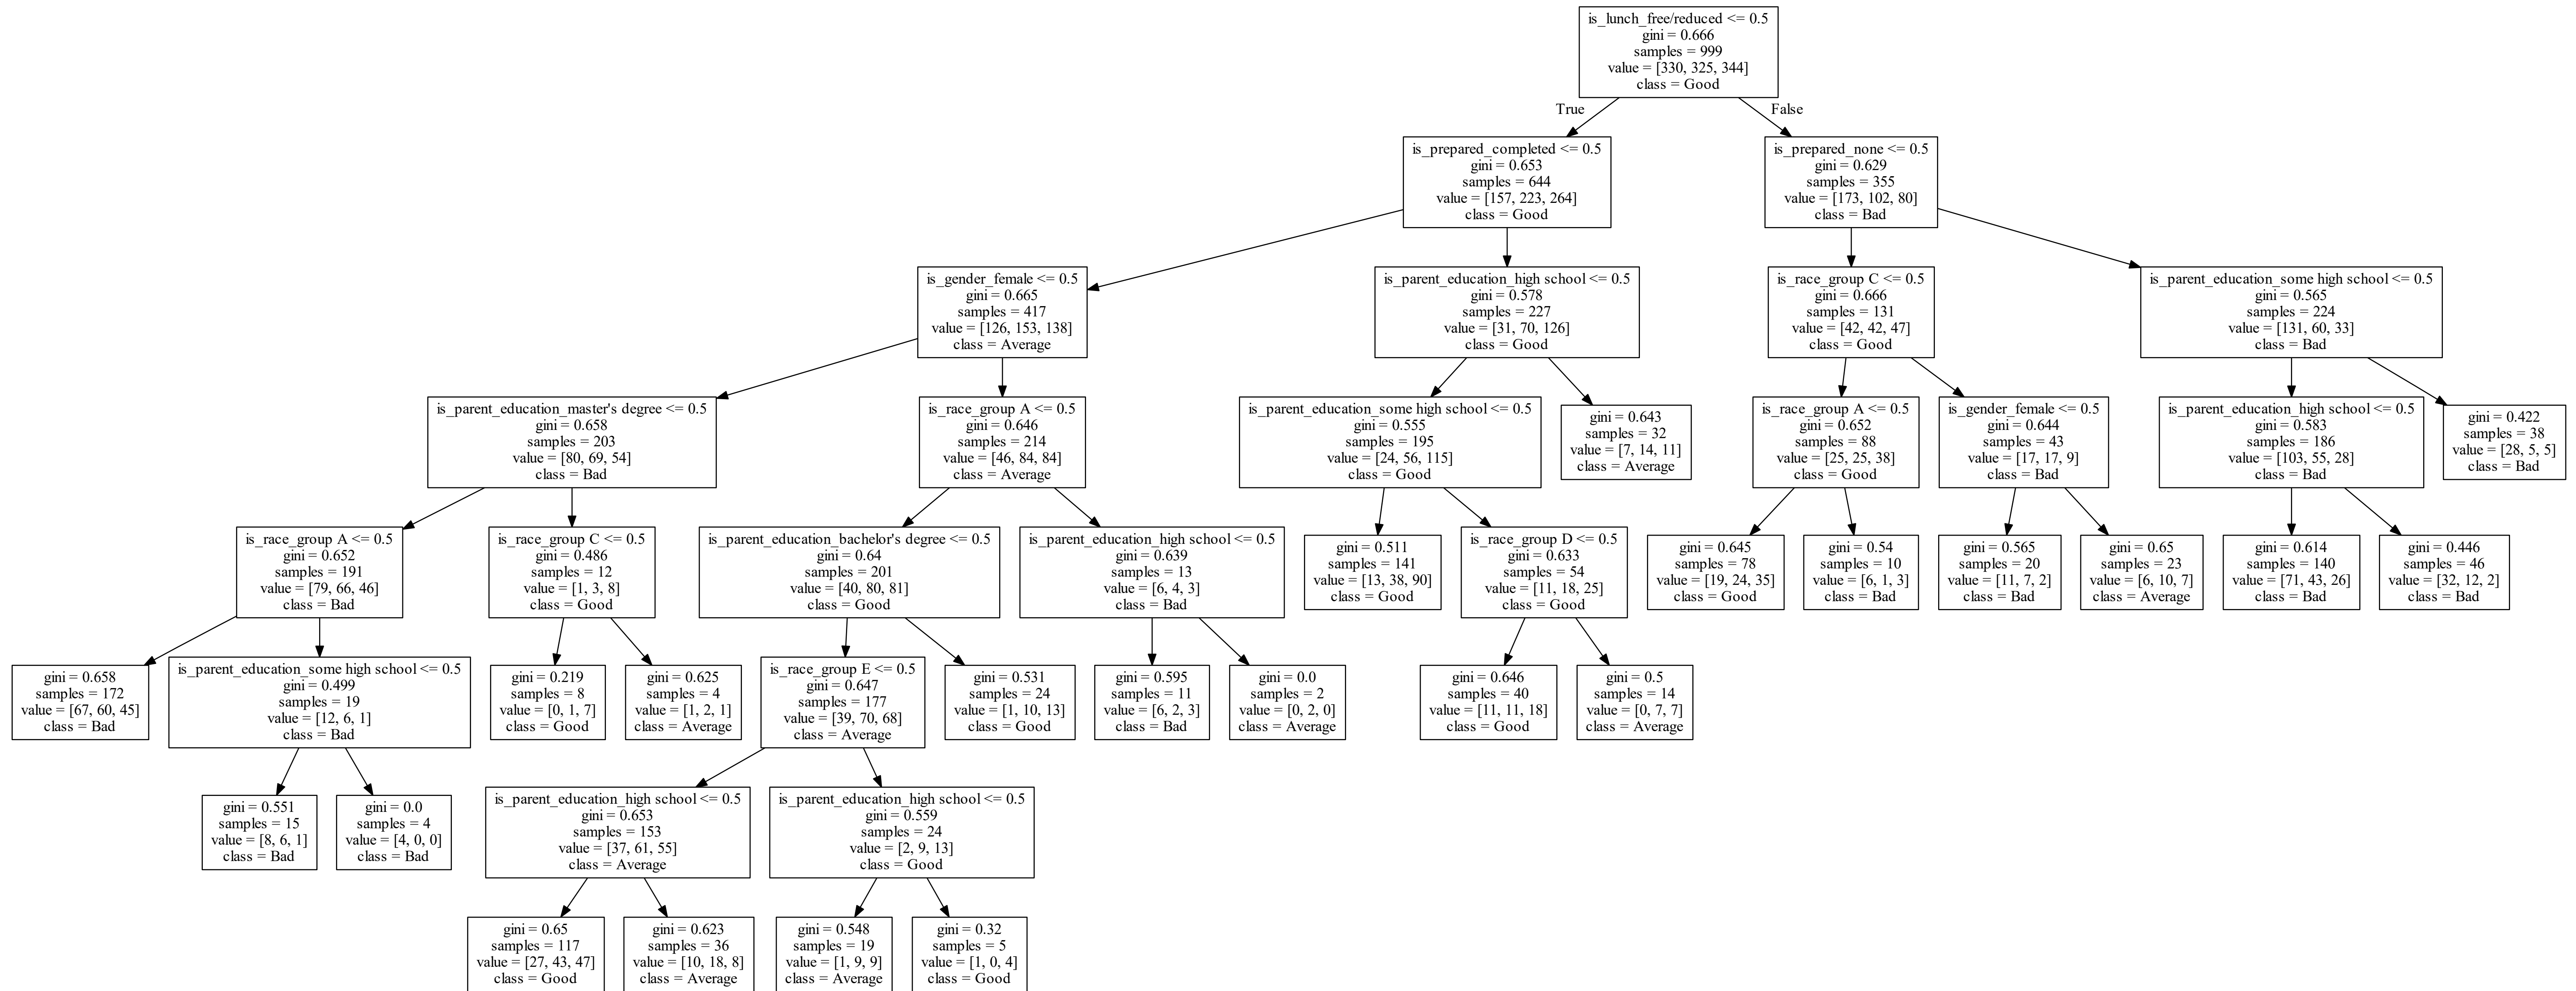 is_lunch_free/reduced <= 0.5
gini = 0.666
samples = 999
value = [330, 325, 344]
class = Good
True
False
is_prepared_completed <= 0.5
gini = 0.653
samples = 644
value = [157, 223, 264]
class = Good
is_prepared_none <= 0.5
gini = 0.629
samples = 355
value = [173, 102, 80]
class = Bad
is_gender_female <= 0.5
gini = 0.665
samples = 417
value = [126, 153, 138]
class = Average
is_parent_education_high school <= 0.5
gini = 0.578
samples = 227
value = [31, 70, 126]
class = Good
is_race_group C <= 0.5
gini = 0.666
samples = 131
value = [42, 42, 47]
class = Good
is_parent_education_some high school <= 0.5
gini = 0.565
samples = 224
value = [131, 60, 33]
class = Bad
is_parent_education_master's degree <= 0.5
gini = 0.658
samples = 203
value = [80, 69, 54]
class = Bad
is_race_group A <= 0.5
gini = 0.646
samples = 214
value = [46, 84, 84]
class = Average
is_parent_education_some high school <= 0.5
gini = 0.555
samples = 195
value = [24, 56, 115]
class = Good
gini = 0.643
samples = 32
value = [7, 14, 11]
class = Average
is_race_group A <= 0.5
gini = 0.652
samples = 88
value = [25, 25, 38]
class = Good
is_gender_female <= 0.5
gini = 0.644
samples = 43
value = [17, 17, 9]
class = Bad
is_parent_education_high school <= 0.5
gini = 0.583
samples = 186
value = [103, 55, 28]
class = Bad
gini = 0.422
samples = 38
value = [28, 5, 5]
class = Bad
is_race_group A <= 0.5
gini = 0.652
samples = 191
value = [79, 66, 46]
class = Bad
is_race_group C <= 0.5
gini = 0.486
samples = 12
value = [1, 3, 8]
class = Good
is_parent_education_bachelor's degree <= 0.5
gini = 0.64
samples = 201
value = [40, 80, 81]
class = Good
is_parent_education_high school <= 0.5
gini = 0.639
samples = 13
value = [6, 4, 3]
class = Bad
gini = 0.511
samples = 141
value = [13, 38, 90]
class = Good
is_race_group D <= 0.5
gini = 0.633
samples = 54
value = [11, 18, 25]
class = Good
gini = 0.645
samples = 78
value = [19, 24, 35]
class = Good
gini = 0.54
samples = 10
value = [6, 1, 3]
class = Bad
gini = 0.565
samples = 20
value = [11, 7, 2]
class = Bad
gini = 0.65
samples = 23
value = [6, 10, 7]
class = Average
gini = 0.614
samples = 140
value = [71, 43, 26]
class = Bad
gini = 0.446
samples = 46
value = [32, 12, 2]
class = Bad
gini = 0.658
samples = 172
value = [67, 60, 45]
class = Bad
is_parent_education_some high school <= 0.5
gini = 0.499
samples = 19
value = [12, 6, 1]
class = Bad
gini = 0.219
samples = 8
value = [0, 1, 7]
class = Good
gini = 0.625
samples = 4
value = [1, 2, 1]
class = Average
is_race_group E <= 0.5
gini = 0.647
samples = 177
value = [39, 70, 68]
class = Average
gini = 0.531
samples = 24
value = [1, 10, 13]
class = Good
gini = 0.595
samples = 11
value = [6, 2, 3]
class = Bad
gini = 0.0
samples = 2
value = [0, 2, 0]
class = Average
gini = 0.646
samples = 40
value = [11, 11, 18]
class = Good
gini = 0.5
samples = 14
value = [0, 7, 7]
class = Average
gini = 0.551
samples = 15
value = [8, 6, 1]
class = Bad
gini = 0.0
samples = 4
value = [4, 0, 0]
class = Bad
is_parent_education_high school <= 0.5
gini = 0.653
samples = 153
value = [37, 61, 55]
class = Average
is_parent_education_high school <= 0.5
gini = 0.559
samples = 24
value = [2, 9, 13]
class = Good
gini = 0.65
samples = 117
value = [27, 43, 47]
class = Good
gini = 0.623
samples = 36
value = [10, 18, 8]
class = Average
gini = 0.548
samples = 19
value = [1, 9, 9]
class = Average
gini = 0.32
samples = 5
value = [1, 0, 4]
class = Good